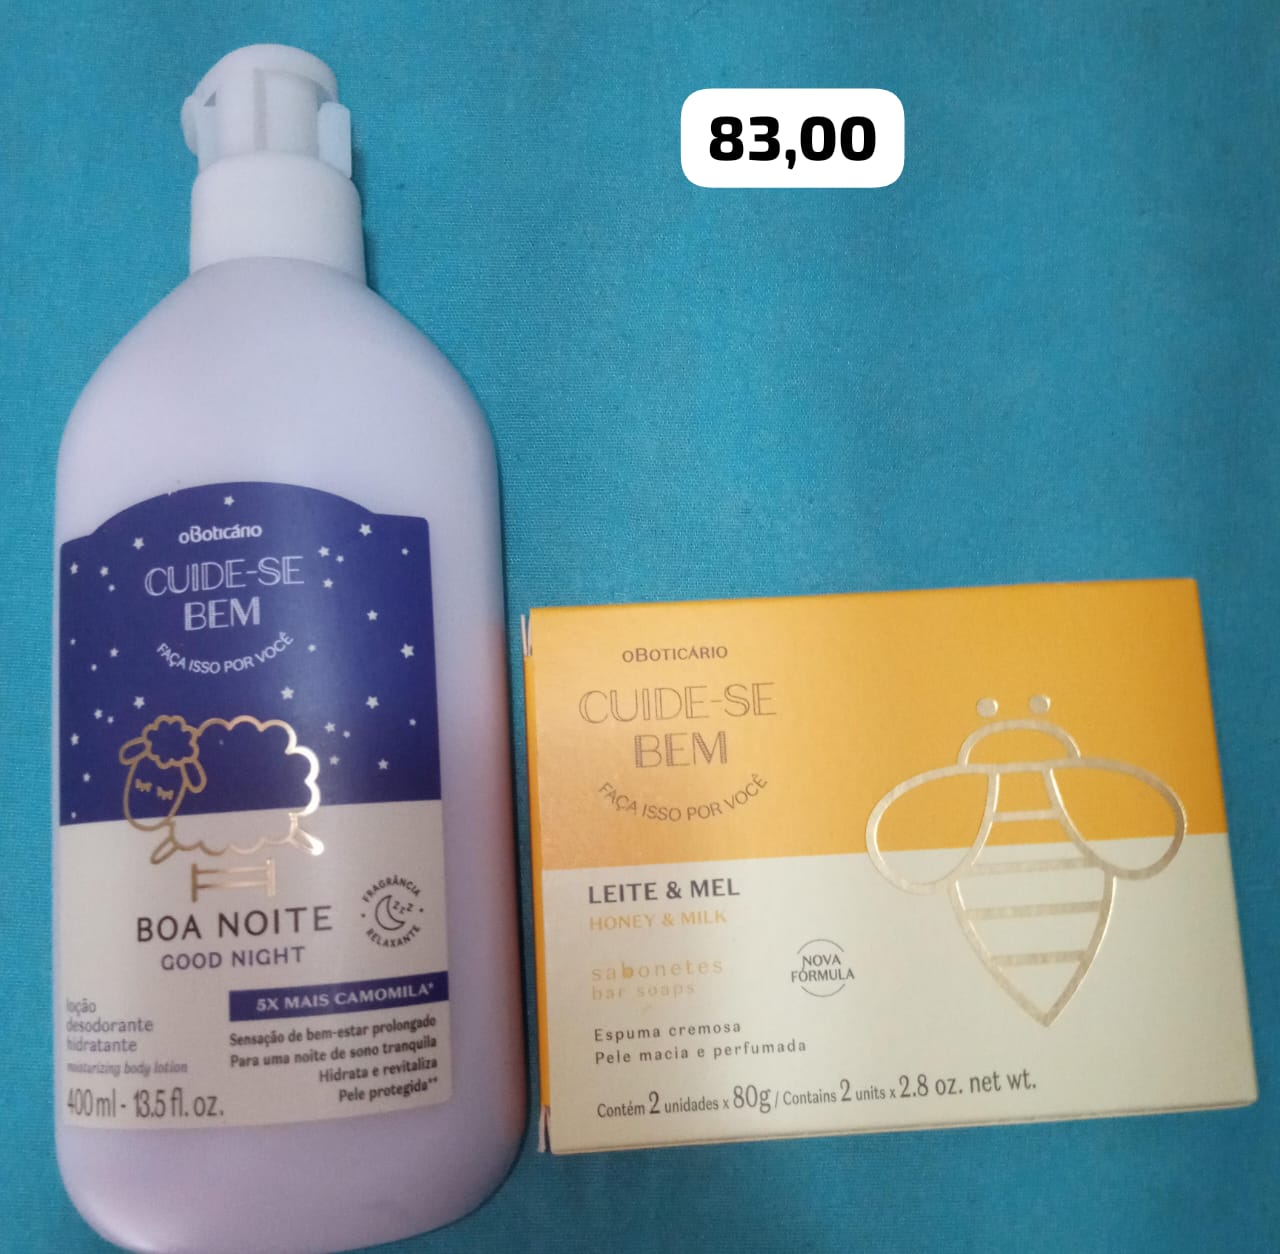 83,00
oBoticário
CUIDE-SE
BEM
FAÇA ISSO POR VOCÊ
BOA NOITE
GOOD NIGHT
FRAGRÂNCIA
zzz
RELAXANTE
5X MAIS CAMOMILA*
loção
desodorante
hidratante
moisturizing body lotion
400 ml - 13.5 fl. oz.
Sensação de bem-estar prolongado
Para uma noite de sono tranquila
Hidrata e revitaliza
Pele protegida**
oBOTICÁRIO
CUIDE-SE
BEM
FAÇA ISSO POR VOCÊ
LEITE & MEL
HONEY & MILK
sabonetes
bar soaps
NOVA
FÓRMULA
Espuma cremosa
Pele macia e perfumada
Contém 2 unidades x 80g / Contains 2 units x 2.8 oz. net wt.